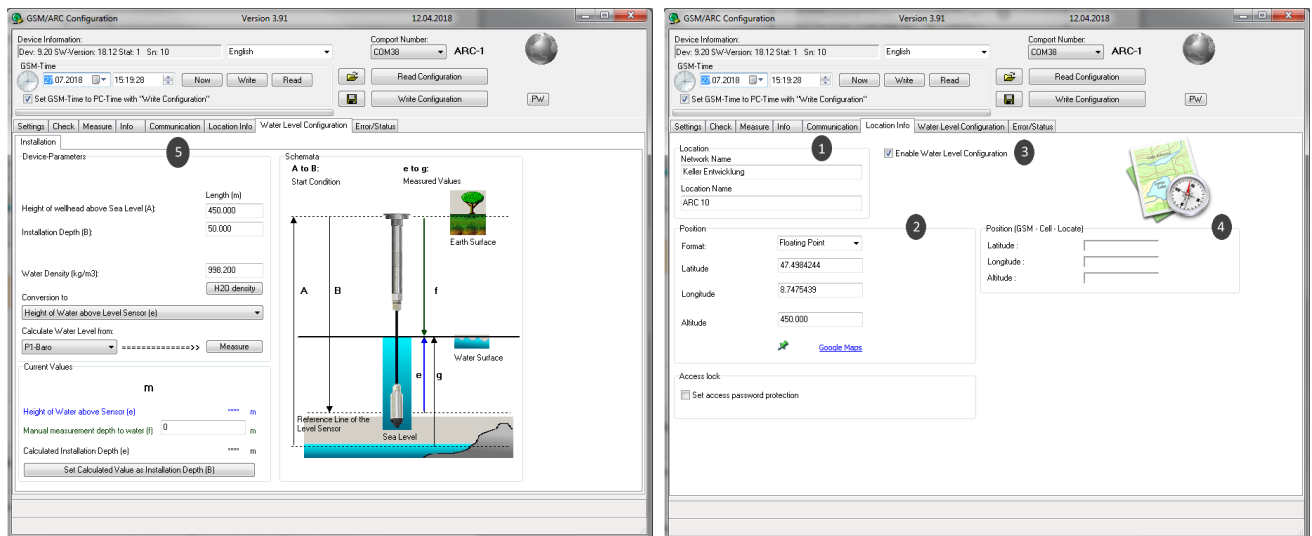 GSM/ARC Configuration Version 3.91 12.04.2018
Device Information:
Dev: 9.20 SW-Version: 18.12 Stat: 1 Sn: 10 English
Comport Number:
COM38 ARC-1
GSM-Time
27.07.2018 15:19:28 Now Write Read
Read Configuration
Set GSM-Time to PC-Time with "Write Configuration"
Write Configuration PW
Settings Check Measure Info Communication Location Info Water Level Configuration Error/Status
Installation
5
Device-Parameters
Length (m)
Height of wellhead above Sea Level (A): 450.000
Installation Depth (B): 50.000
Water Density (kg/m3): 998.200
H2O density
Conversion to
Height of Water above Level Sensor (e)
Calculate Water Level from:
P1-Baro ==============>> Measure
Current Values
m
Height of Water above Sensor (e) **** m
Manual measurement depth to water (f) 0 m
Calculated Installation Depth (e) **** m
Set Calculated Value as Installation Depth (B)
Schemata
A to B: e to g:
Start Condition Measured Values
Earth Surface
A B f
Water Surface
e g
Reference Line of the
Level Sensor
Sea Level
GSM/ARC Configuration Version 3.91 12.04.2018
Device Information:
Dev: 9.20 SW-Version: 18.12 Stat: 1 Sn: 10 English
Comport Number:
COM38 ARC-1
GSM-Time
27.07.2018 15:19:28 Now Write Read
Read Configuration
Set GSM-Time to PC-Time with "Write Configuration"
Write Configuration PW
Settings Check Measure Info Communication Location Info Water Level Configuration Error/Status
Location
1
Network Name
Keller Entwicklung
Location Name
ARC 10
Enable Water Level Configuration 3
Position
2
Format: Floating Point
Latitude 47.4984244
Longitude 8.7475439
Altitude 450.000
Google Maps
Position (GSM - Cell - Locate)
4
Latitude :
Longitude :
Altitude :
Access lock
Set access password protection